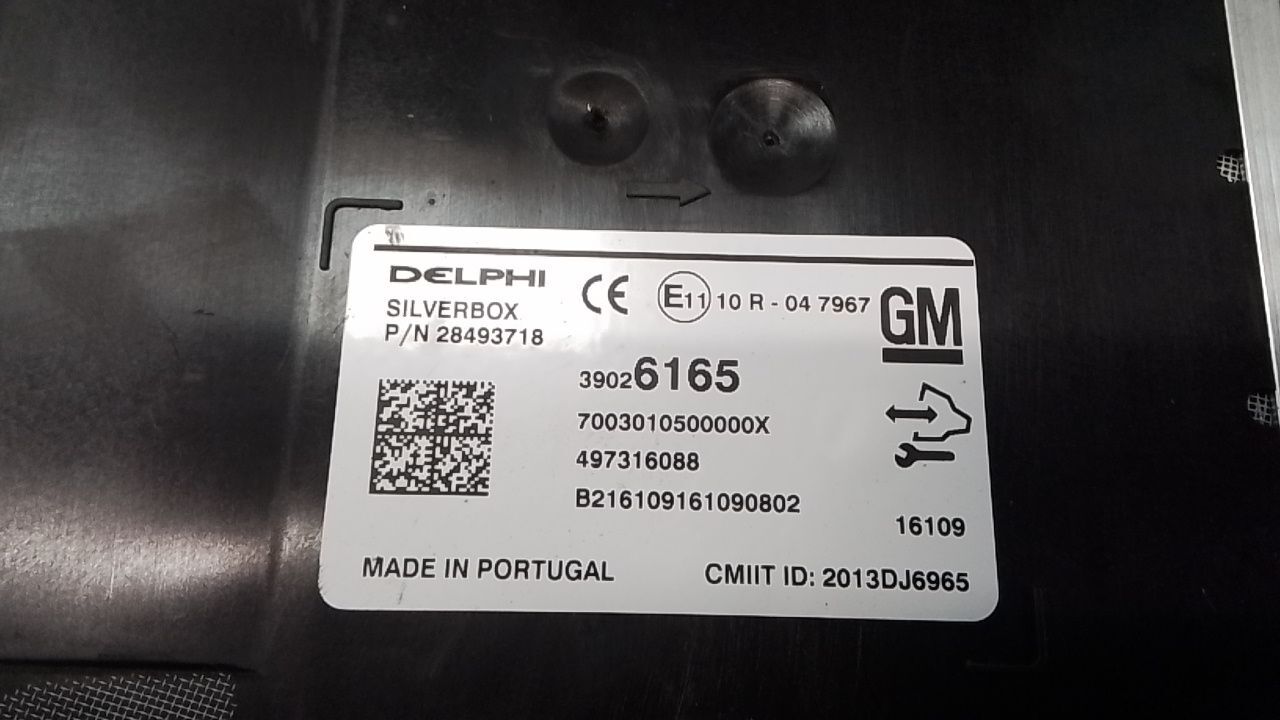 DELPHI
SILVERBOX
P/N 28493718
CE
E11 10 R - 04 7967
GM
39026165
7003010500000X
497316088
B216109161090802
16109
MADE IN PORTUGAL
CMIIT ID: 2013DJ6965